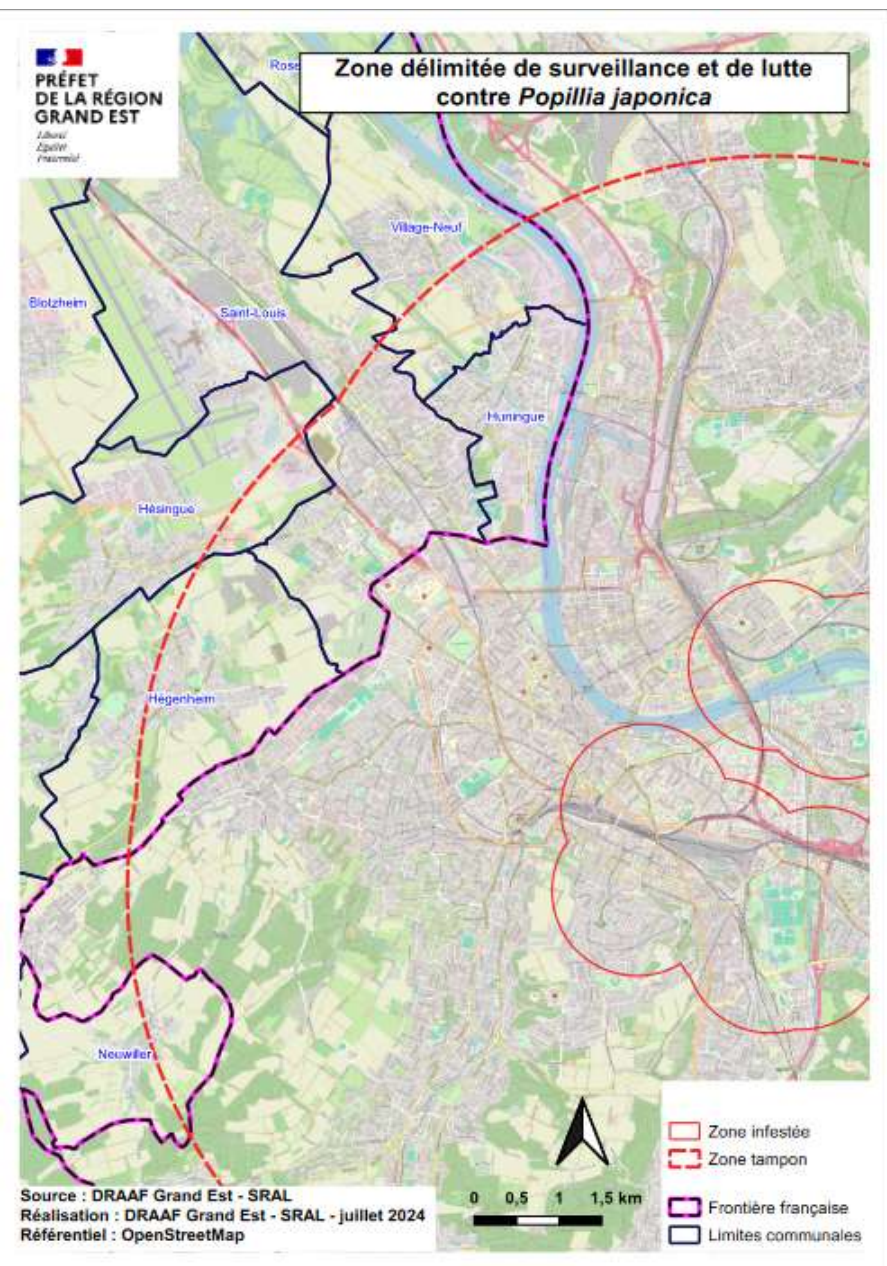 PRÉFET
DE LA RÉGION
GRAND EST
Liberté
Égalité
Fraternité
Zone délimitée de surveillance et de lutte
contre Popillia japonica
Rose
Village-Neuf
Blotzheim
Saint-Louis
Huningue
Hésingue
Hégenheim
Neuwiller
Zone infestée
Zone tampon
Frontière française
Limites communales
0 0,5 1 1,5 km
Source : DRAAF Grand Est - SRAL
Réalisation : DRAAF Grand Est - SRAL - juillet 2024
Référentiel : OpenStreetMap